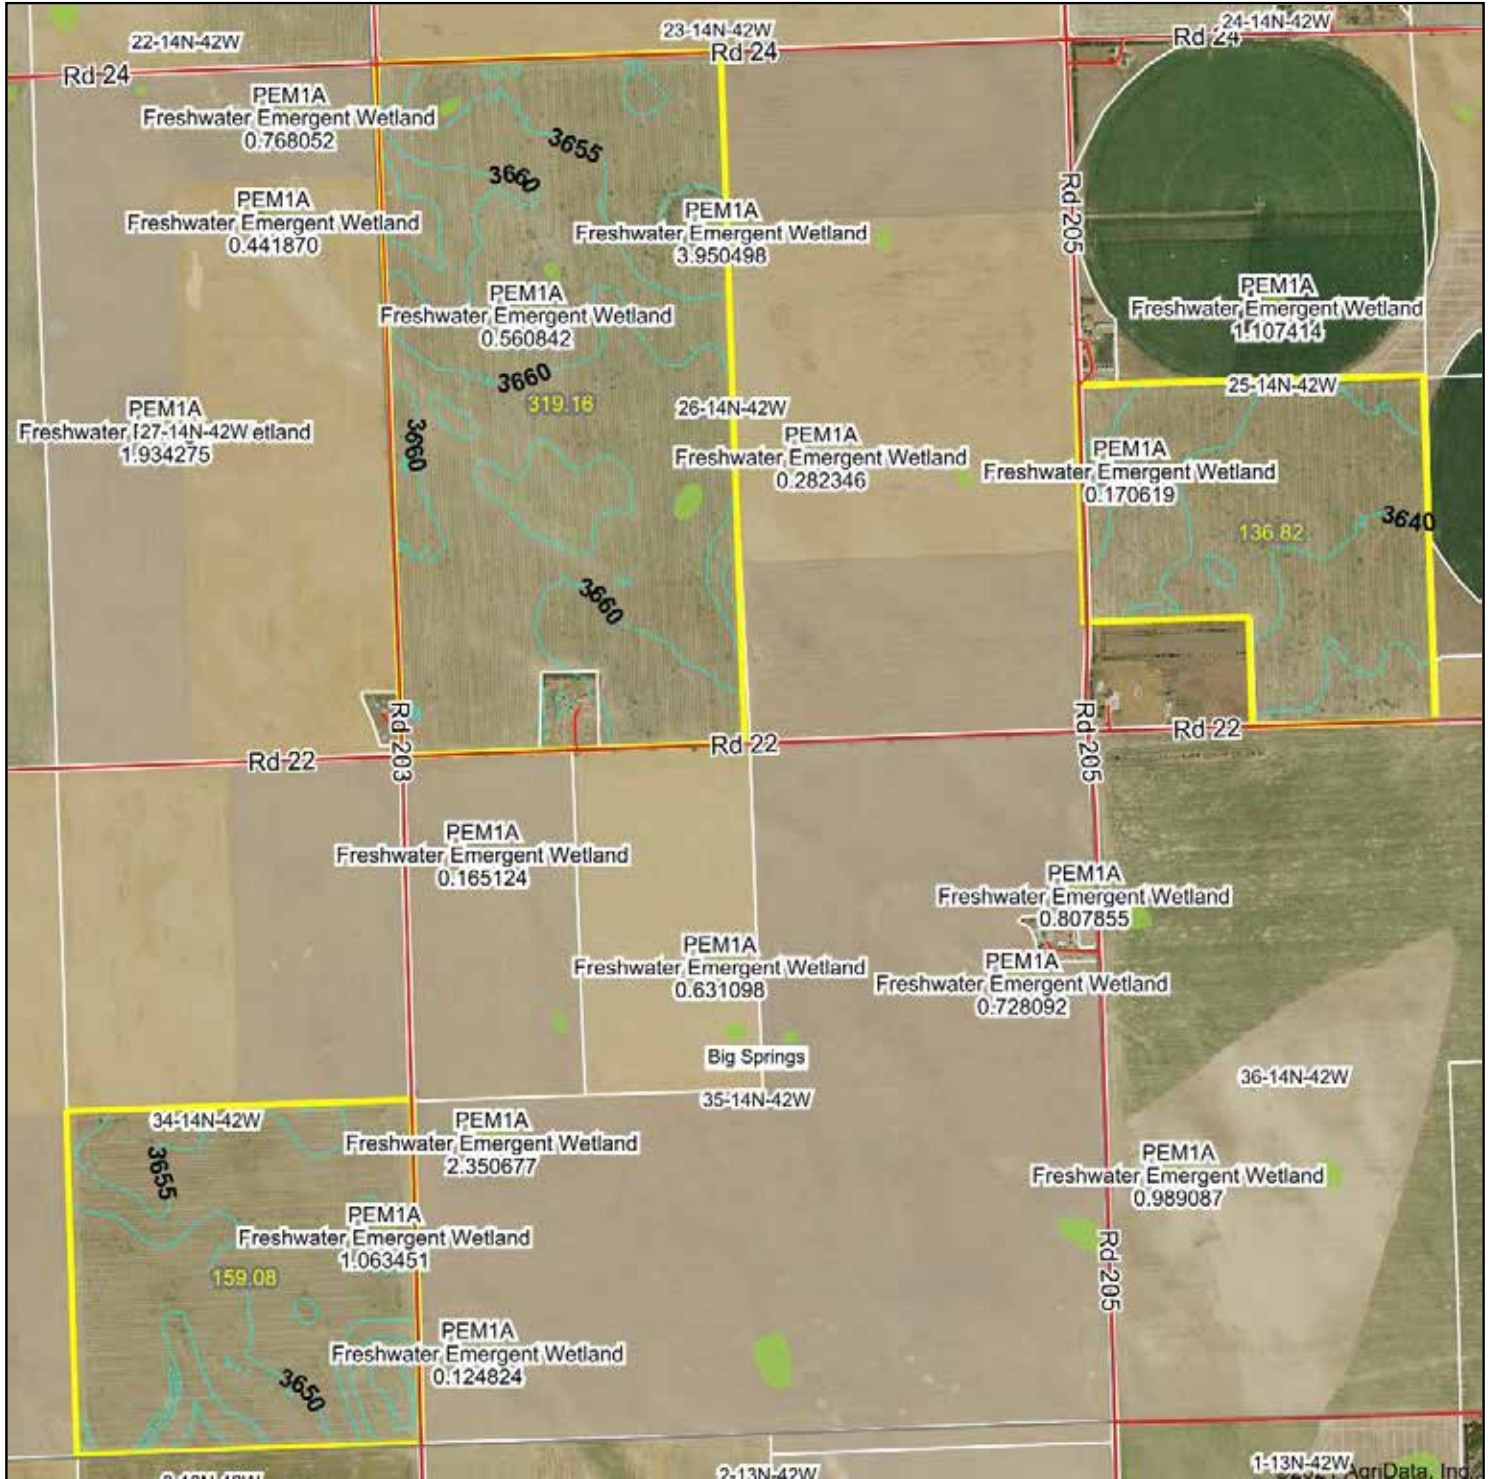 22-14N-42W
23-14N-42W
24-14N-42W
Rd 24
Rd 24
Rd 24
PEM1A
Freshwater Emergent Wetland
0.768052
3655
3660
PEM1A
Freshwater Emergent Wetland
0.441870
PEM1A
Freshwater Emergent Wetland
3.950498
Rd 205
PEM1A
Freshwater Emergent Wetland
0.560842
PEM1A
Freshwater Emergent Wetland
1.107414
3660
319.16
25-14N-42W
PEM1A
Freshwater 27-14N-42W etland
1.934275
3660
26-14N-42W
PEM1A
Freshwater Emergent Wetland
0.282346
PEM1A
Freshwater Emergent Wetland
0.170619
3640
136.82
3660
Rd 22
Rd 203
Rd 22
Rd 205
Rd 22
PEM1A
Freshwater Emergent Wetland
0.165124
PEM1A
Freshwater Emergent Wetland
0.807855
PEM1A
Freshwater Emergent Wetland
0.631098
PEM1A
Freshwater Emergent Wetland
0.728092
Big Springs
36-14N-42W
35-14N-42W
34-14N-42W
PEM1A
Freshwater Emergent Wetland
2.350677
3655
PEM1A
Freshwater Emergent Wetland
0.989087
PEM1A
Freshwater Emergent Wetland
1.063451
159.08
Rd 205
PEM1A
Freshwater Emergent Wetland
0.124824
3650
2-13N-42W
1-13N-42W
AgriData, Inc.